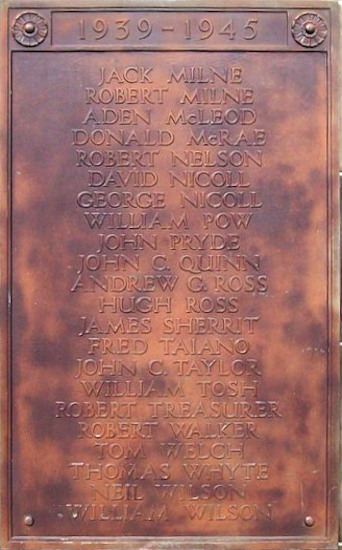 1939-1945
JACK MILNE
ROBERT MILNE
ADEN McLEOD
DONALD McRAE
ROBERT NELSON
DAVID NICOLL
GEORGE NICOLL
WILLIAM POW
JOHN PRYDE
JOHN C. QUINN
ANDREW G. ROSS
HUGH ROSS
JAMES SHERRIT
FRED TAIANO
JOHN C. TAYLOR
WILLIAM TOSH
ROBERT TREASURER
ROBERT WALKER
TOM WELCH
THOMAS WHYTE
NEIL WILSON
WILLIAM WILSON